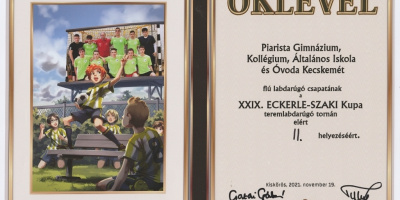 OKLEVÉL
Piarista Gimnázium,
Kollégium, Általános Iskola
és Óvoda Kecskemét
fiú labdarúgó csapatának
a
XXIX. ECKERLE-SZAKI Kupa
teremlabdarúgó tornán
elért
II. helyezéséért.
Kiskőrös, 2021. november 19.